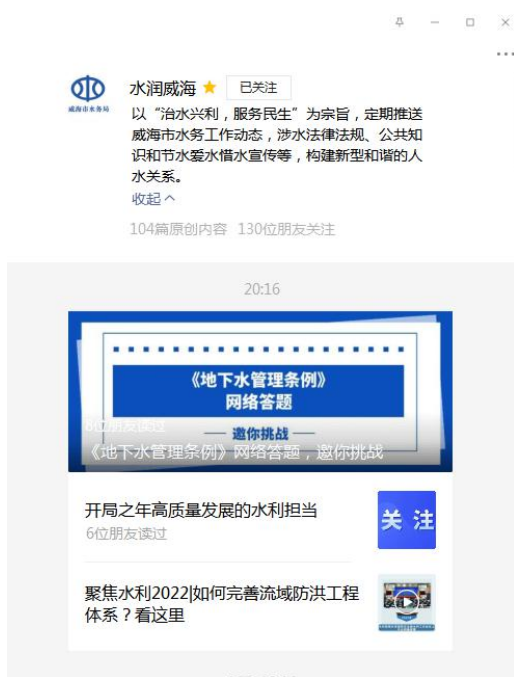 水润威海
已关注
威海市水务局
以“治水兴利，服务民生”为宗旨，定期推送
威海市水务工作动态，涉水法律法规、公共知
识和节水爱水惜水宣传等，构建新型和谐的人
水关系。
收起
104篇原创内容 130位朋友关注
20:16
《地下水管理条例》
网络答题
邀你挑战
8位朋友读过
《地下水管理条例》网络答题，邀你挑战
开局之年高质量发展的水利担当
6位朋友读过
关注
聚焦水利2022|如何完善流域防洪工程
体系？看这里